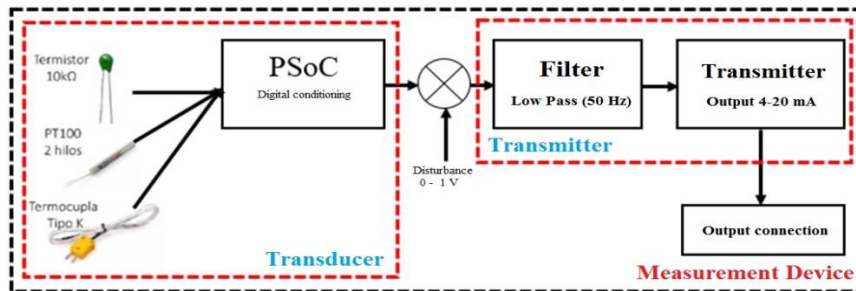 Termistor
10kΩ
PT100
2 hilos
Termocupla
Tipo K
PSoC
Digital conditioning
Transducer
Disturbance
0 - 1 V
Filter
Low Pass (50 Hz)
Transmitter
Output 4-20 mA
Transmitter
Output connection
Measurement Device